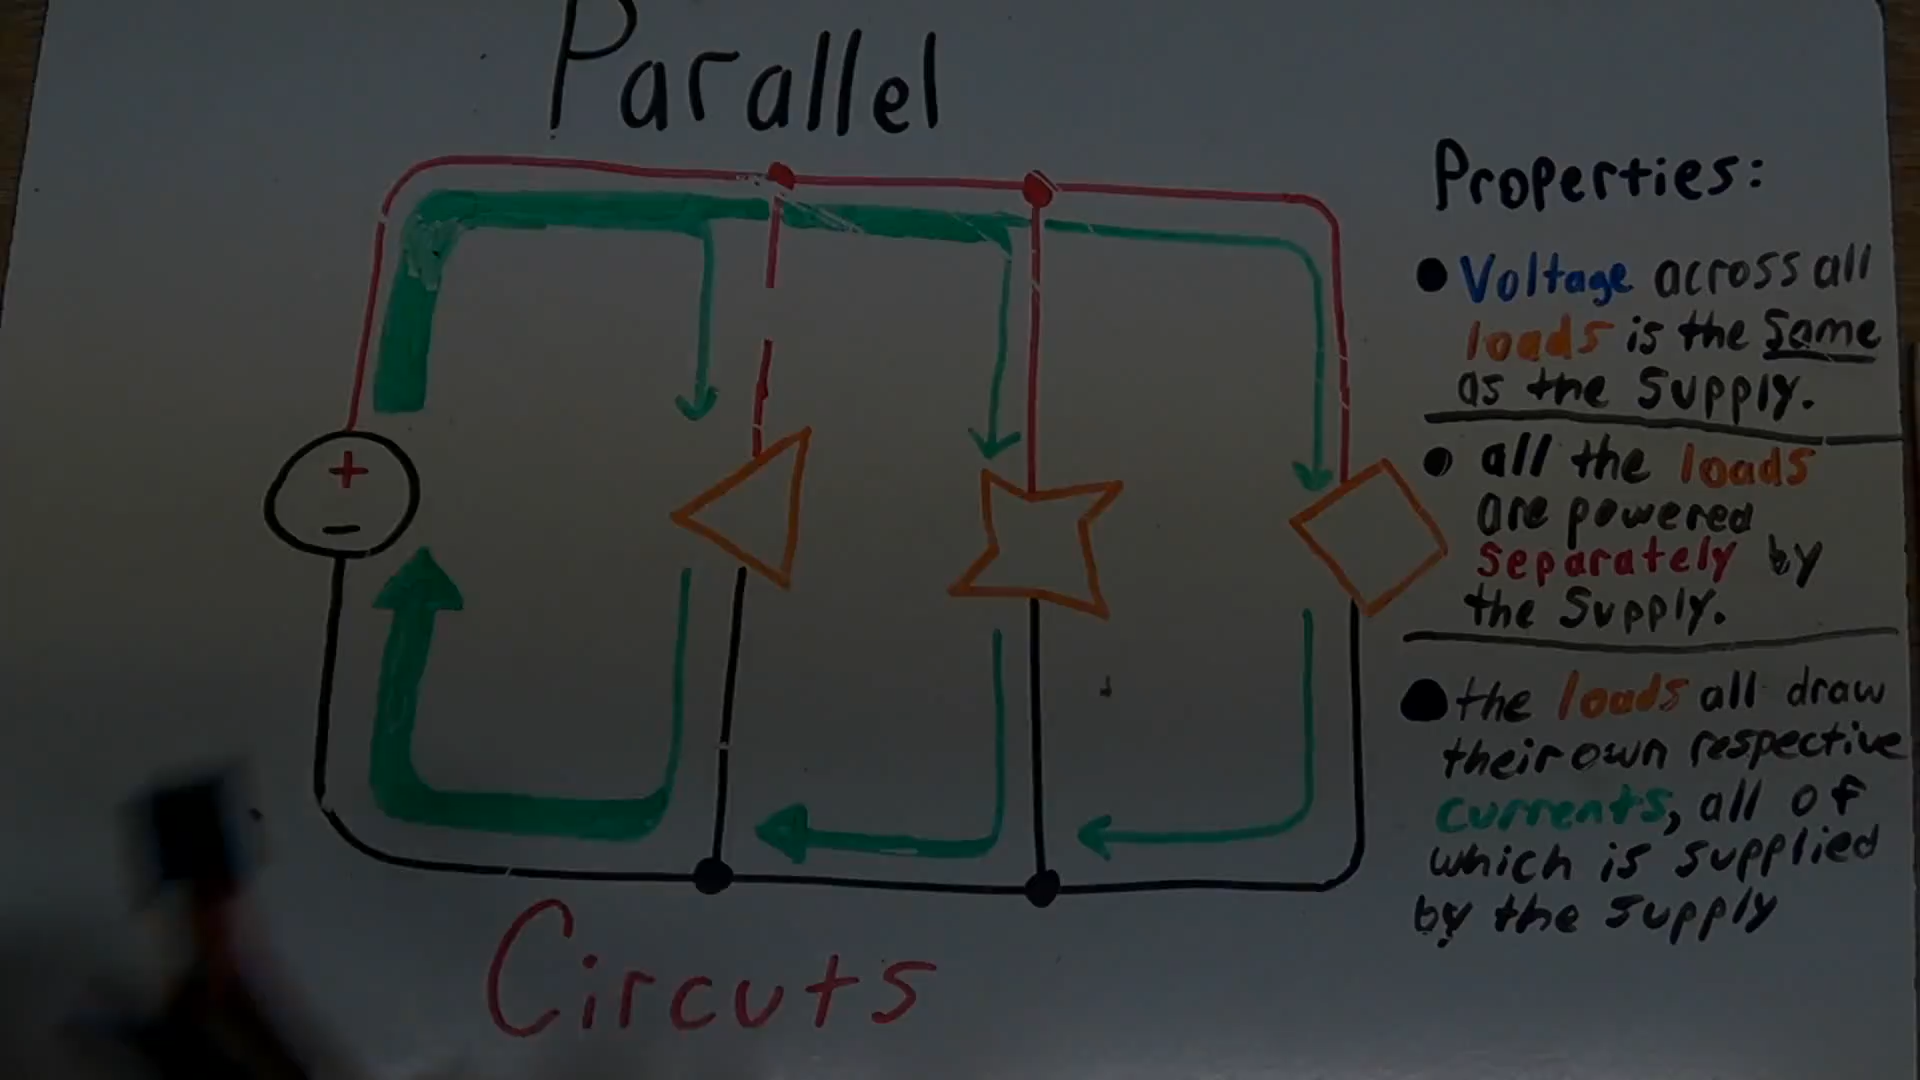 Parallel
+
-
Circuts
Properties:
● Voltage across all
loads is the same
as the supply.
● all the loads
are powered
separately by
the supply.
● the loads all draw
their own respective
currents, all of
which is supplied
by the supply